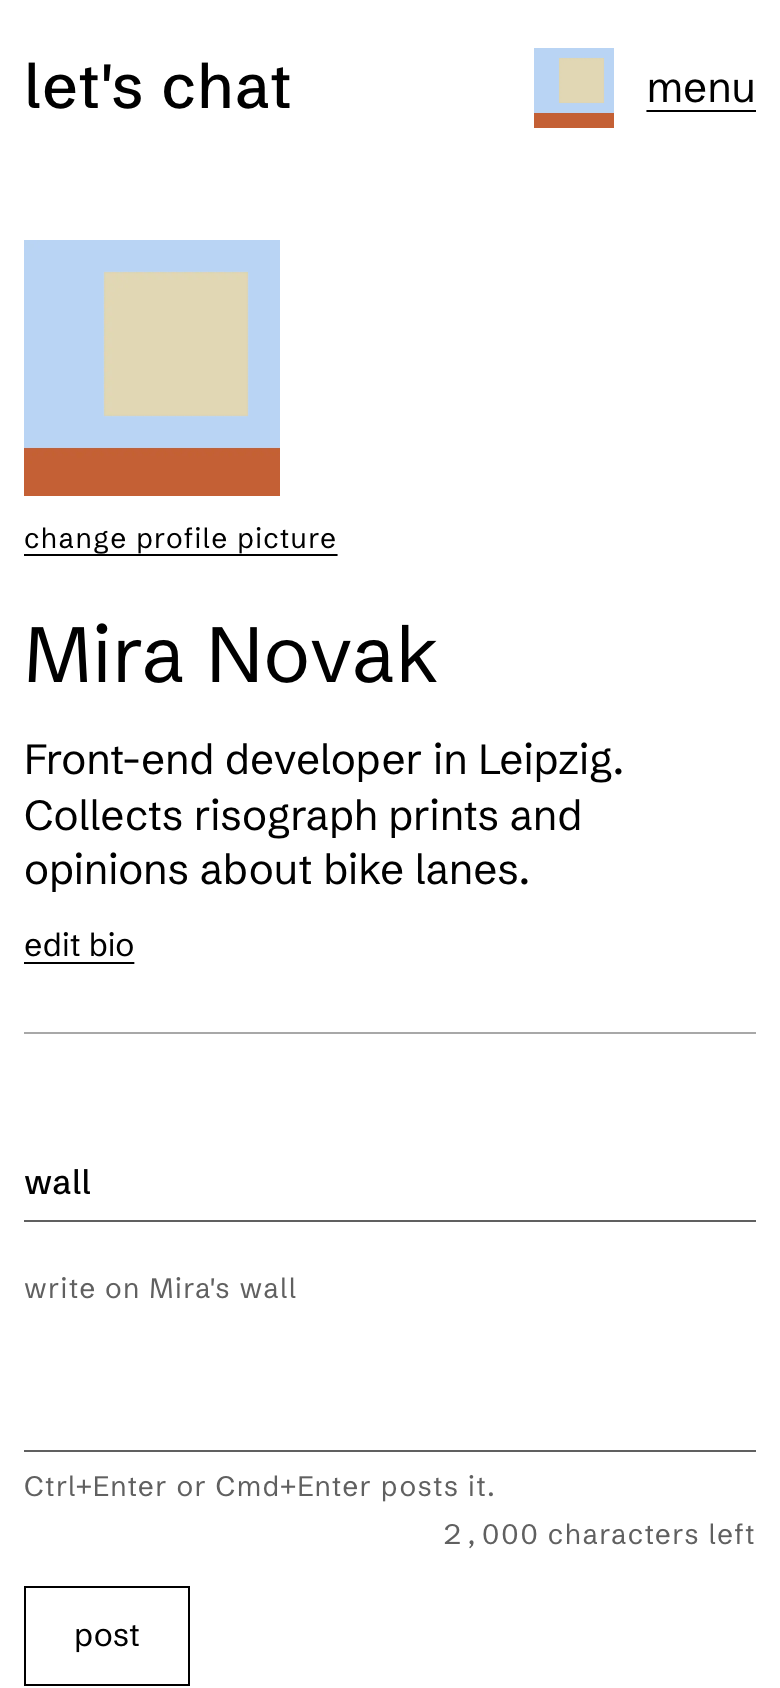 let's chat
menu
change profile picture
Mira Novak
Front-end developer in Leipzig.
Collects risograph prints and
opinions about bike lanes.
edit bio
wall
write on Mira's wall
Ctrl+Enter or Cmd+Enter posts it.
2,000 characters left
post